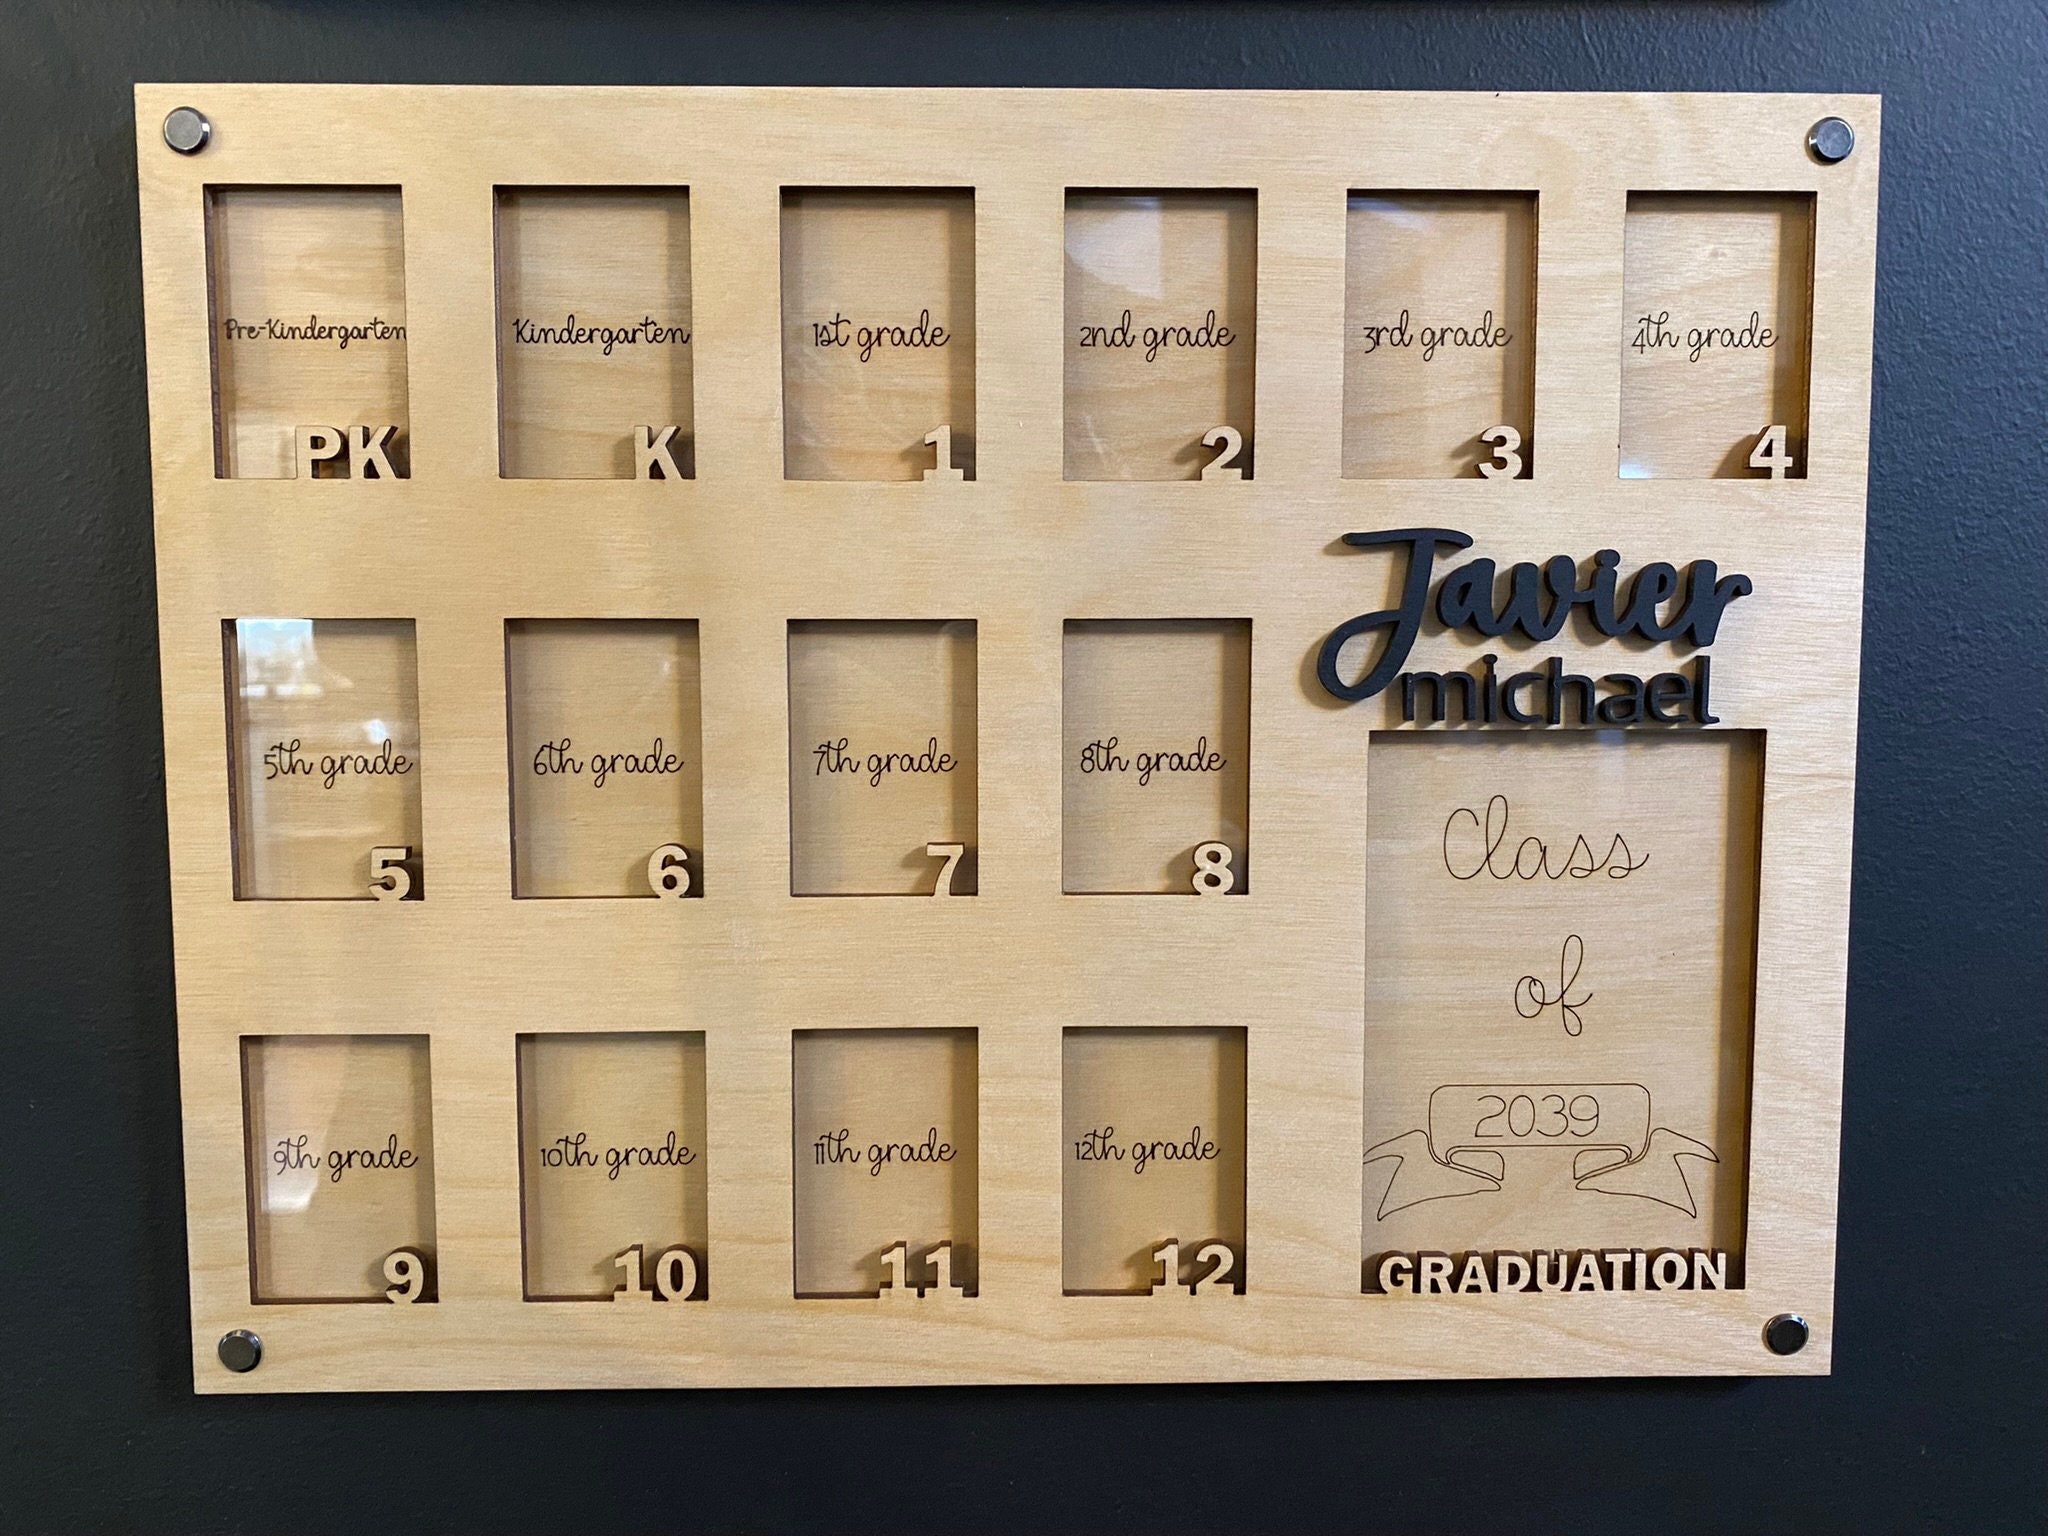 Pre-Kindergarten
PK
Kindergarten
K
1st grade
1
2nd grade
2
3rd grade
3
4th grade
4
Javier
michael
5th grade
5
6th grade
6
7th grade
7
8th grade
8
9th grade
9
10th grade
10
11th grade
11
12th grade
12
Class
of
2039
GRADUATION